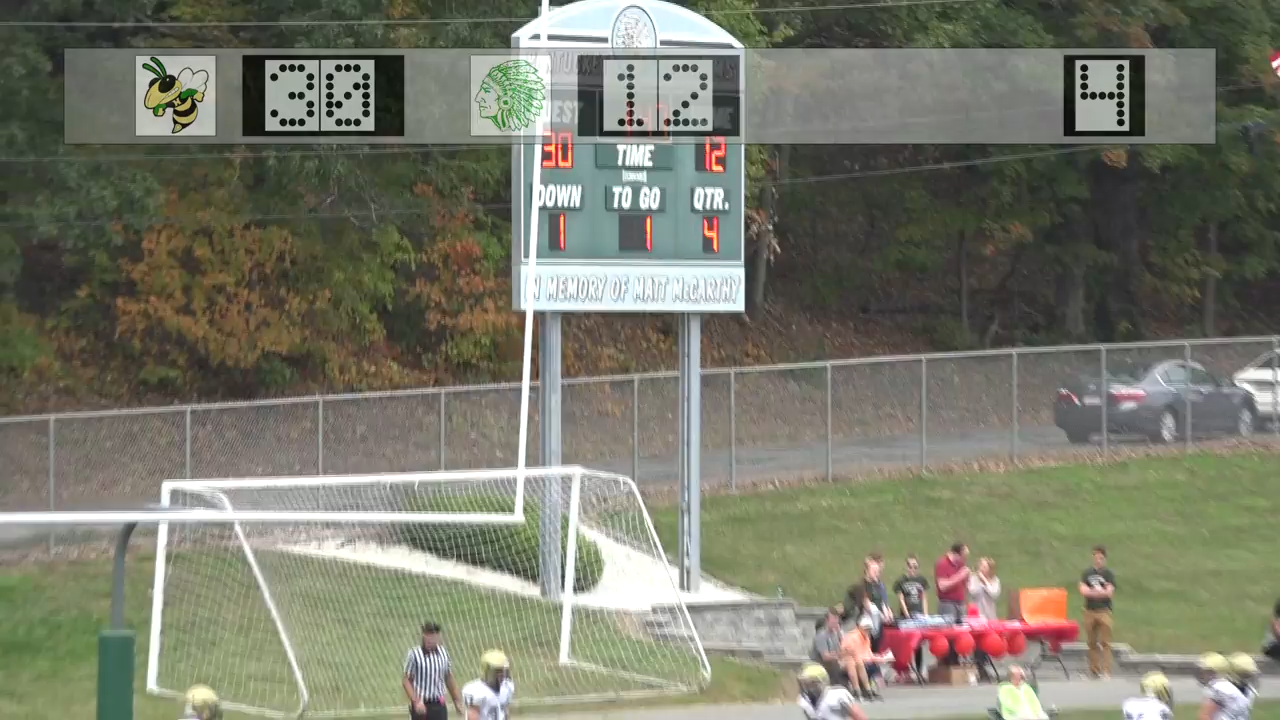 30 12 4
30 TIME 12
DOWN TO GO QTR.
1 1 4
IN MEMORY OF MATT McCARTHY